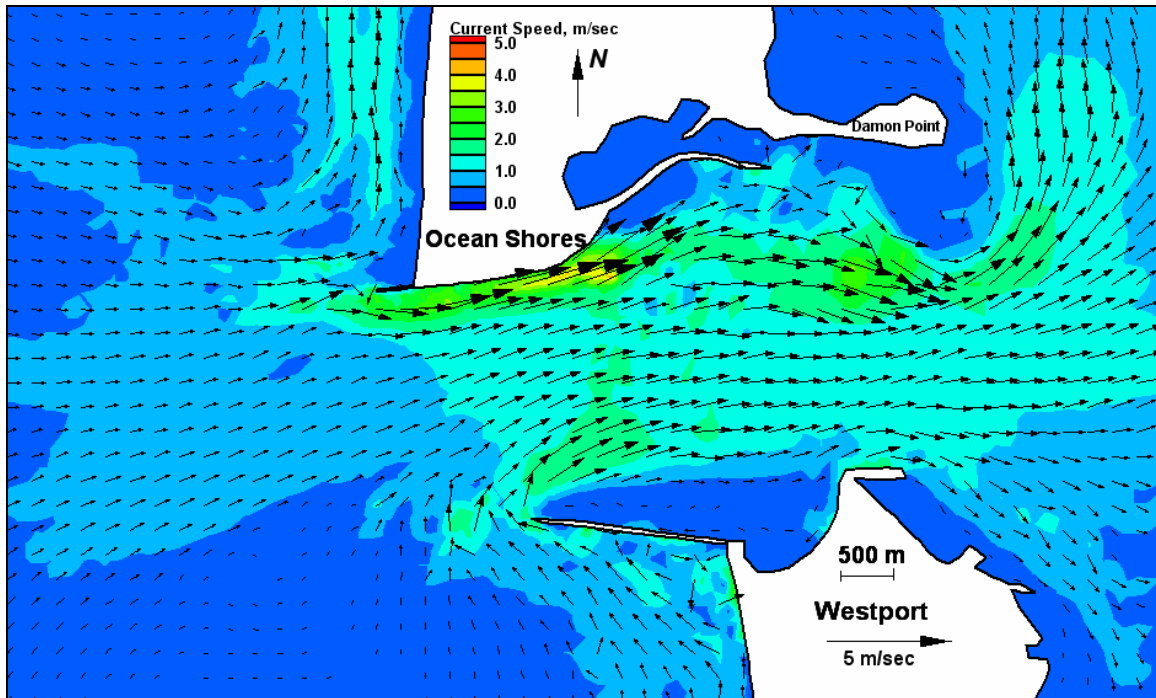 Current Speed, m/sec
5.0
4.0
3.0
2.0
1.0
0.0
N
Damon Point
Ocean Shores
500 m
Westport
5 m/sec